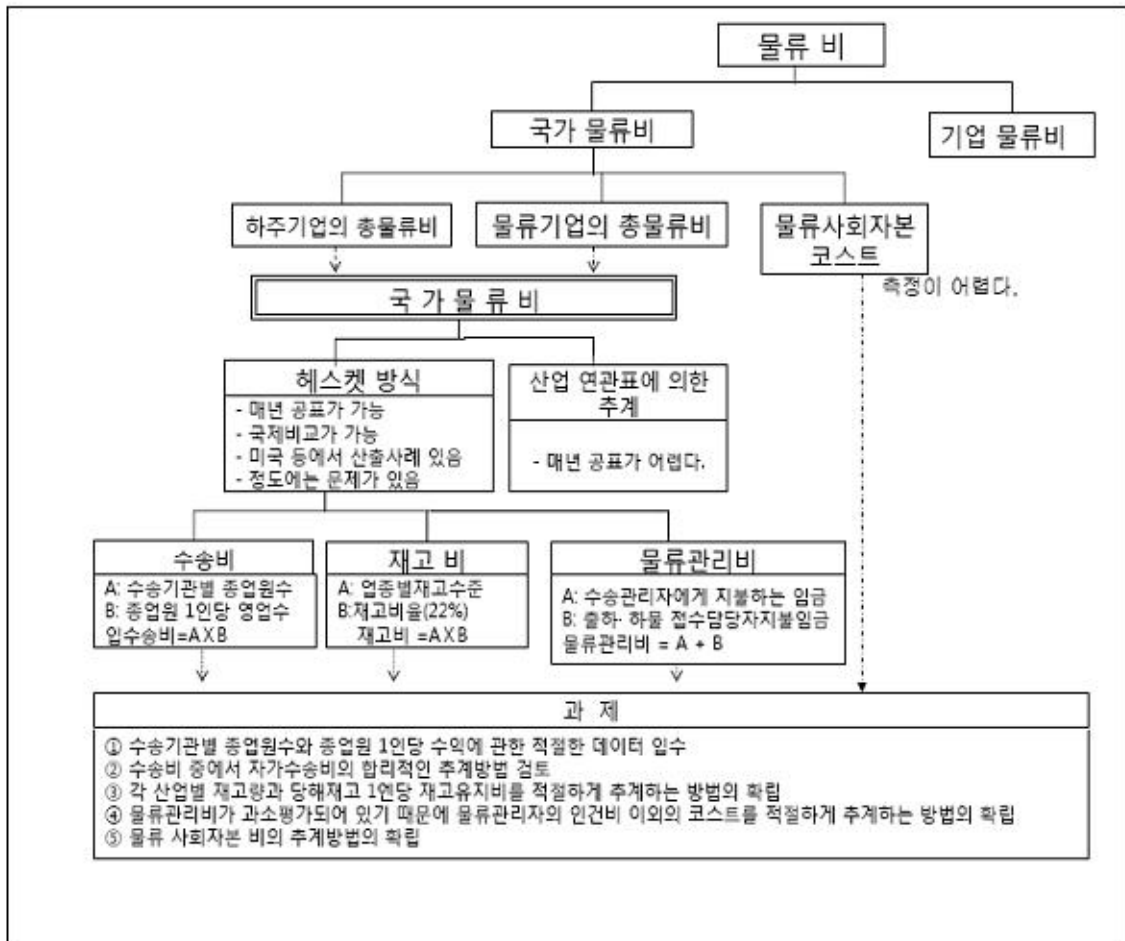 물류 비
국가 물류비
기업 물류비
하주기업의 총물류비
물류기업의 총물류비
물류사회자본
코스트
측정이 어렵다.
국 가 물 류 비
헤스켓 방식
- 매년 공표가 가능
- 국제비교가 가능
- 미국 등에서 산출사례 있음
- 정도에는 문제가 있음
산업 연관표에 의한
추계
- 매년 공표가 어렵다.
수송비
A: 수송기관별 종업원수
B: 종업원 1인당 영업수
입수송비=AXB
재고 비
A: 업종별재고수준
B:재고비율(22%)
재고비 =AXB
물류관리비
A: 수송관리자에게 지불하는 임금
B: 출하· 하물 접수담당자지불임금
물류관리비 = A + B
과 제
① 수송기관별 종업원수와 종업원 1인당 수익에 관한 적절한 데이터 입수
② 수송비 중에서 자가수송비의 합리적인 추계방법 검토
③ 각 산업별 재고량과 당해재고 1엔당 재고유지비를 적절하게 추계하는 방법의 확립
④ 물류관리비가 과소평가되어 있기 때문에 물류관리자의 인건비 이외의 코스트를 적절하게 추계하는 방법의 확립
⑤ 물류 사회자본 비의 추계방법의 확립